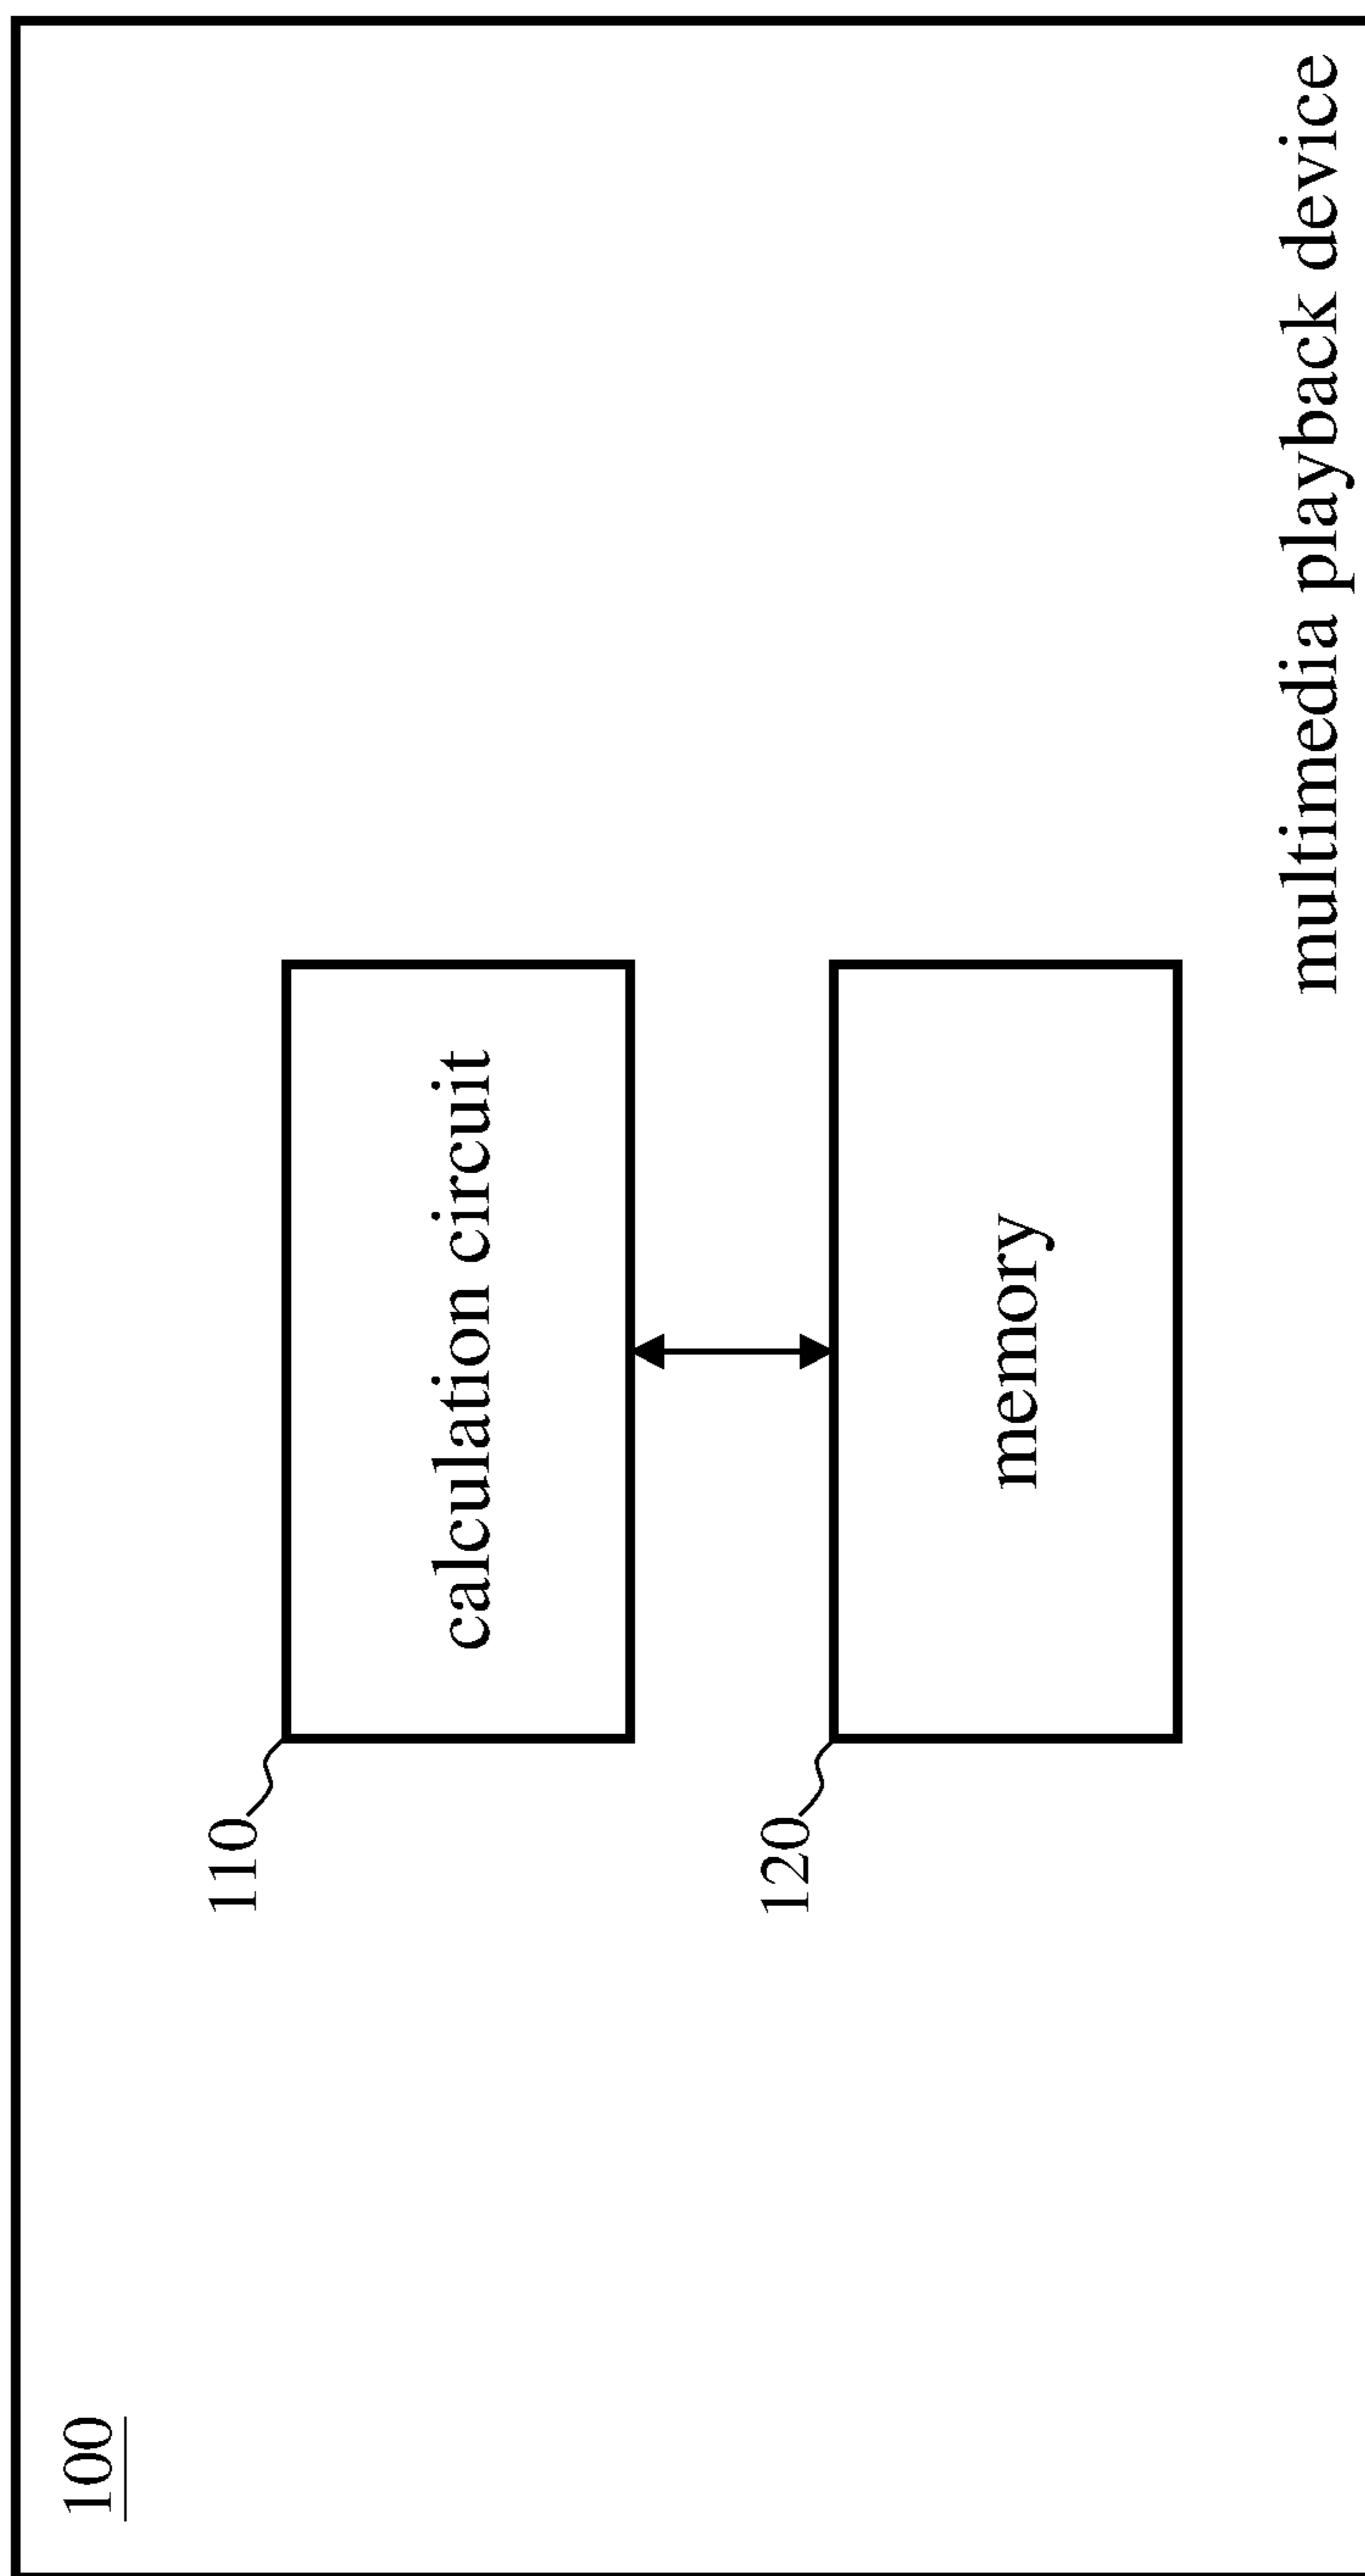 100
110
calculation circuit
120
memory
multimedia playback device